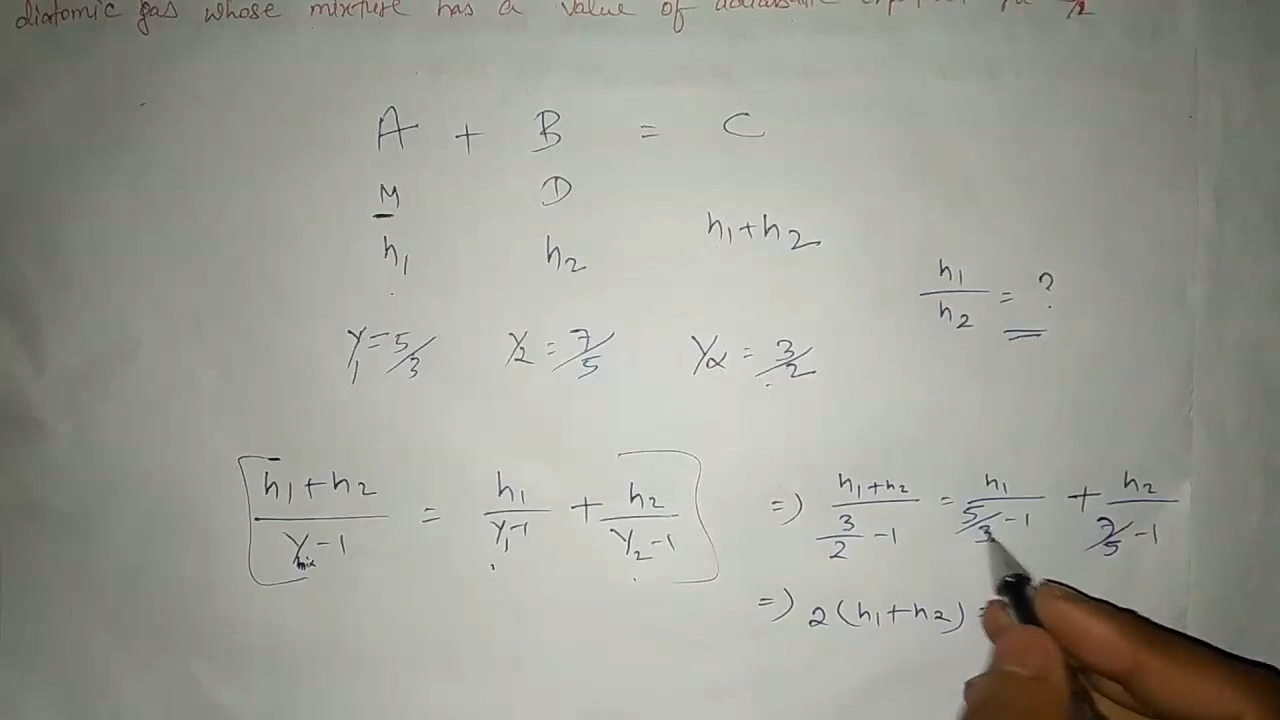 diatomic gas whose mixture has a value of
A + B = C
M D
n₁ n₂ n₁+n₂
n₁/n₂ = ?
γ₁ = 5/3 γ₂ = 7/5 γα = 3/2
(n₁+n₂)/(γmix-1) = n₁/(γ₁-1) + n₂/(γ₂-1) => (n₁+n₂)/(3/2 -1) = n₁/(5/3 -1) + n₂/(7/5 -1)
=> 2(n₁+n₂) =